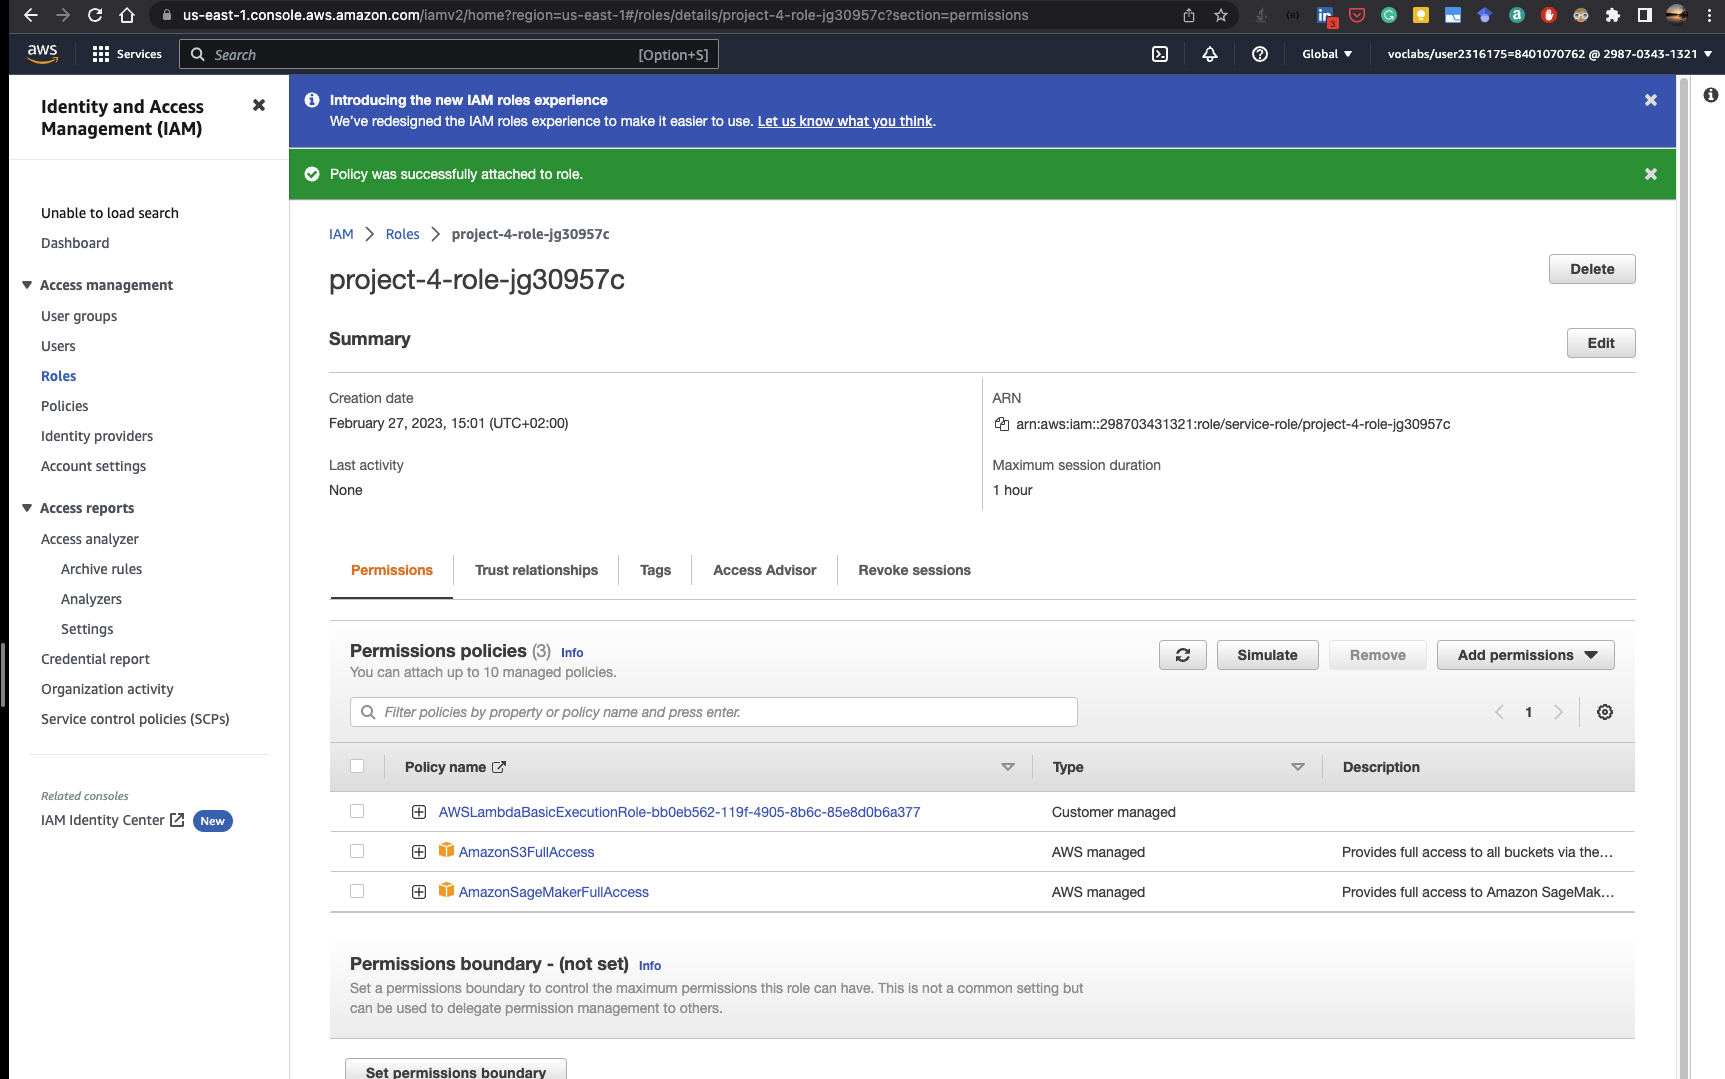 us-east-1.console.aws.amazon.com/iamv2/home?region=us-east-1#/roles/details/project-4-role-jg30957c?section=permissions
3
aws
Services
Search
[Option+S]
Global
voclabs/user2316175=8401070762 @ 2987-0343-1321
Identity and Access
Management (IAM)
Unable to load search
Dashboard
Access management
User groups
Users
Roles
Policies
Identity providers
Account settings
Access reports
Access analyzer
Archive rules
Analyzers
Settings
Credential report
Organization activity
Service control policies (SCPs)
Related consoles
IAM Identity Center
New
Introducing the new IAM roles experience
We've redesigned the IAM roles experience to make it easier to use. Let us know what you think.
Policy was successfully attached to role.
IAM
Roles
project-4-role-jg30957c
project-4-role-jg30957c
Delete
Summary
Edit
Creation date
February 27, 2023, 15:01 (UTC+02:00)
ARN
arn:aws:iam::298703431321:role/service-role/project-4-role-jg30957c
Last activity
None
Maximum session duration
1 hour
Permissions
Trust relationships
Tags
Access Advisor
Revoke sessions
Permissions policies (3) Info
You can attach up to 10 managed policies.
Simulate
Remove
Add permissions
Filter policies by property or policy name and press enter.
1
Policy name
Type
Description
AWSLambdaBasicExecutionRole-bb0eb562-119f-4905-8b6c-85e8d0b6a377
Customer managed
AmazonS3FullAccess
AWS managed
Provides full access to all buckets via the...
AmazonSageMakerFullAccess
AWS managed
Provides full access to Amazon SageMak...
Permissions boundary - (not set) Info
Set a permissions boundary to control the maximum permissions this role can have. This is not a common setting but
can be used to delegate permission management to others.
Set permissions boundary